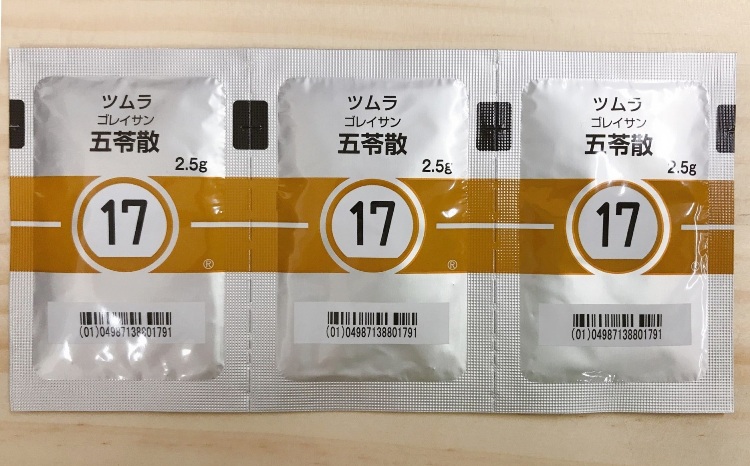 ツムラ
ゴレイサン
五苓散
2.5g
17
®
(01)04987138801791
ツムラ
ゴレイサン
五苓散
2.5g
17
®
(01)04987138801791
ツムラ
ゴレイサン
五苓散
2.5g
17
®
(01)04987138801791